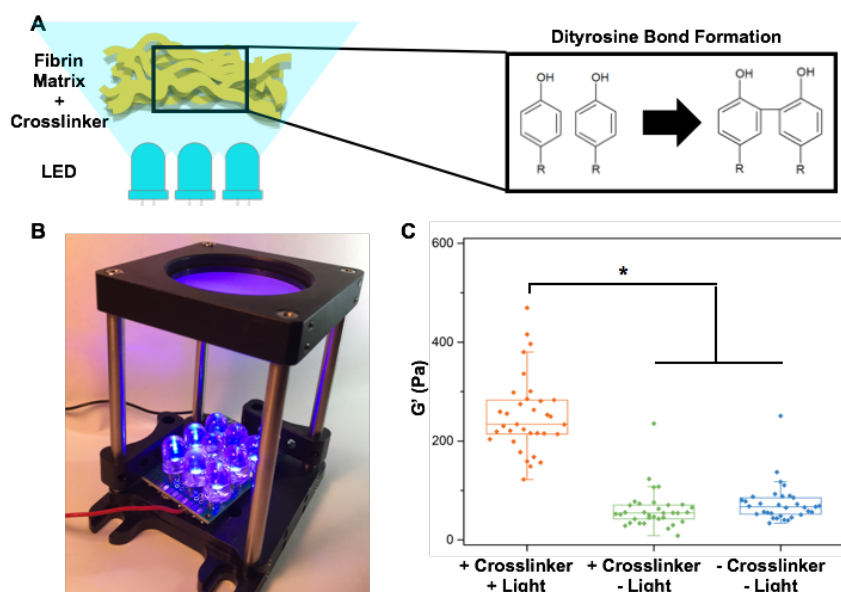 A
Fibrin
Matrix
+
Crosslinker
LED
Dityrosine Bond Formation
OH
OH
R
R
OH
OH
R
R
B
C
600
400
200
0
G' (Pa)
*
+ Crosslinker
+ Light
+ Crosslinker
- Light
- Crosslinker
- Light